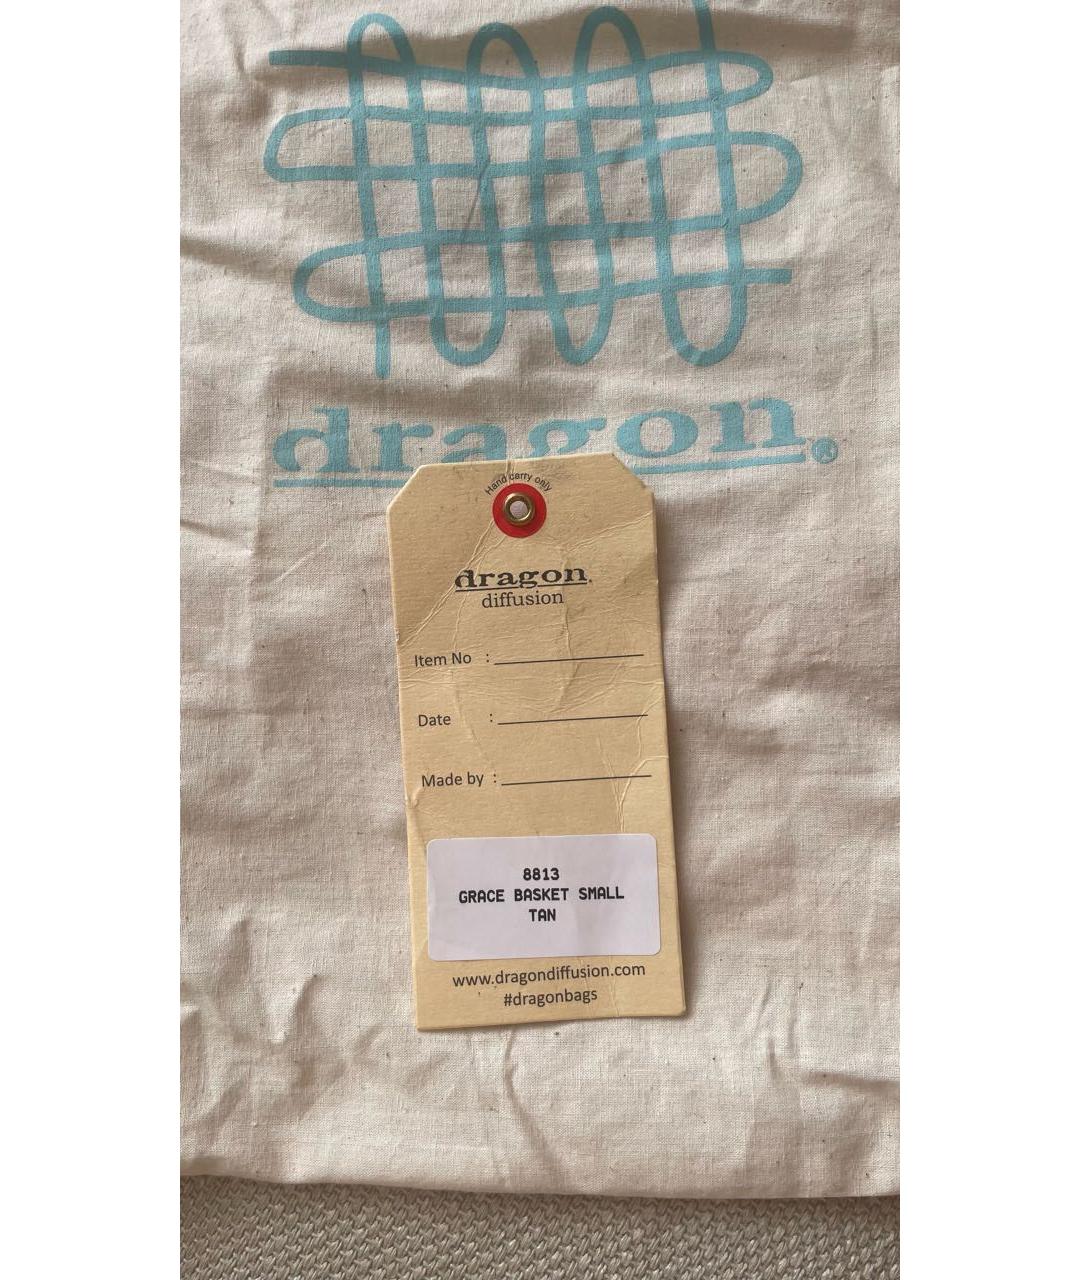 dragon®
Hand carry only
dragon.
diffusion
Item No :
Date :
Made by :
8813
GRACE BASKET SMALL
TAN
www.dragondiffusion.com
#dragonbags